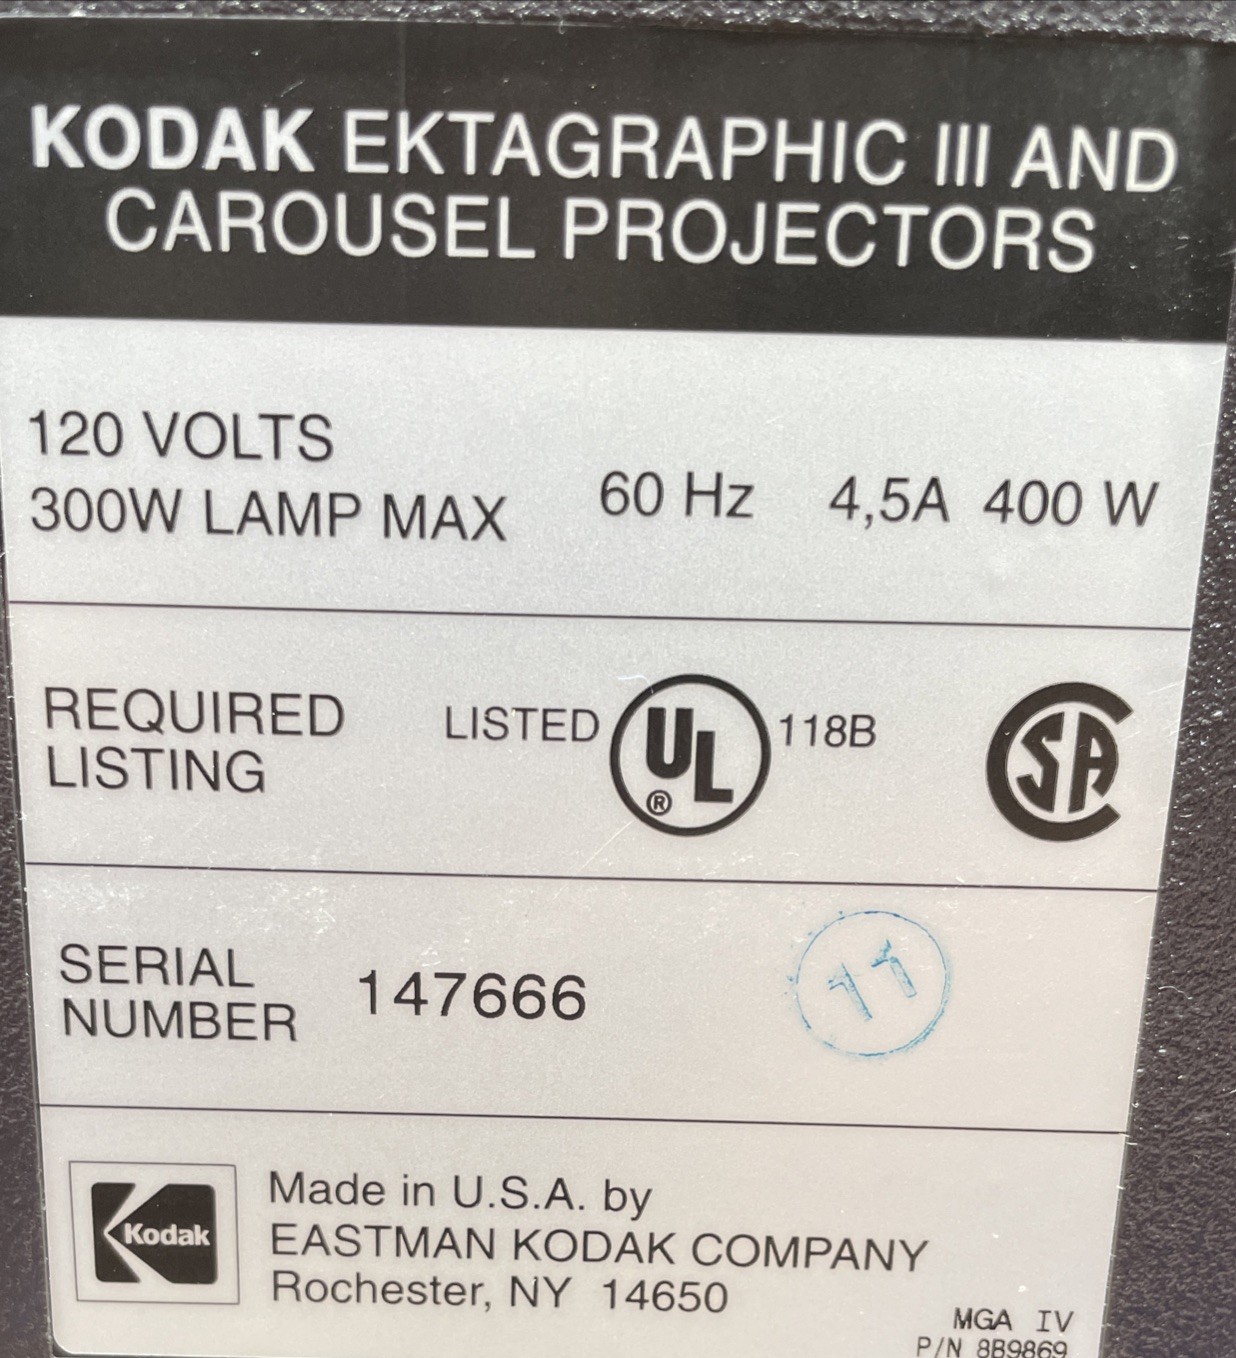 KODAK EKTAGRAPHIC III AND
CAROUSEL PROJECTORS
120 VOLTS
300W LAMP MAX 60 Hz 4,5A 400 W
REQUIRED
LISTING
LISTED UL ® 118B
CSA
SERIAL
NUMBER
147666
11
Kodak
Made in U.S.A. by
EASTMAN KODAK COMPANY
Rochester, NY 14650
MGA IV
P/N 8B9869